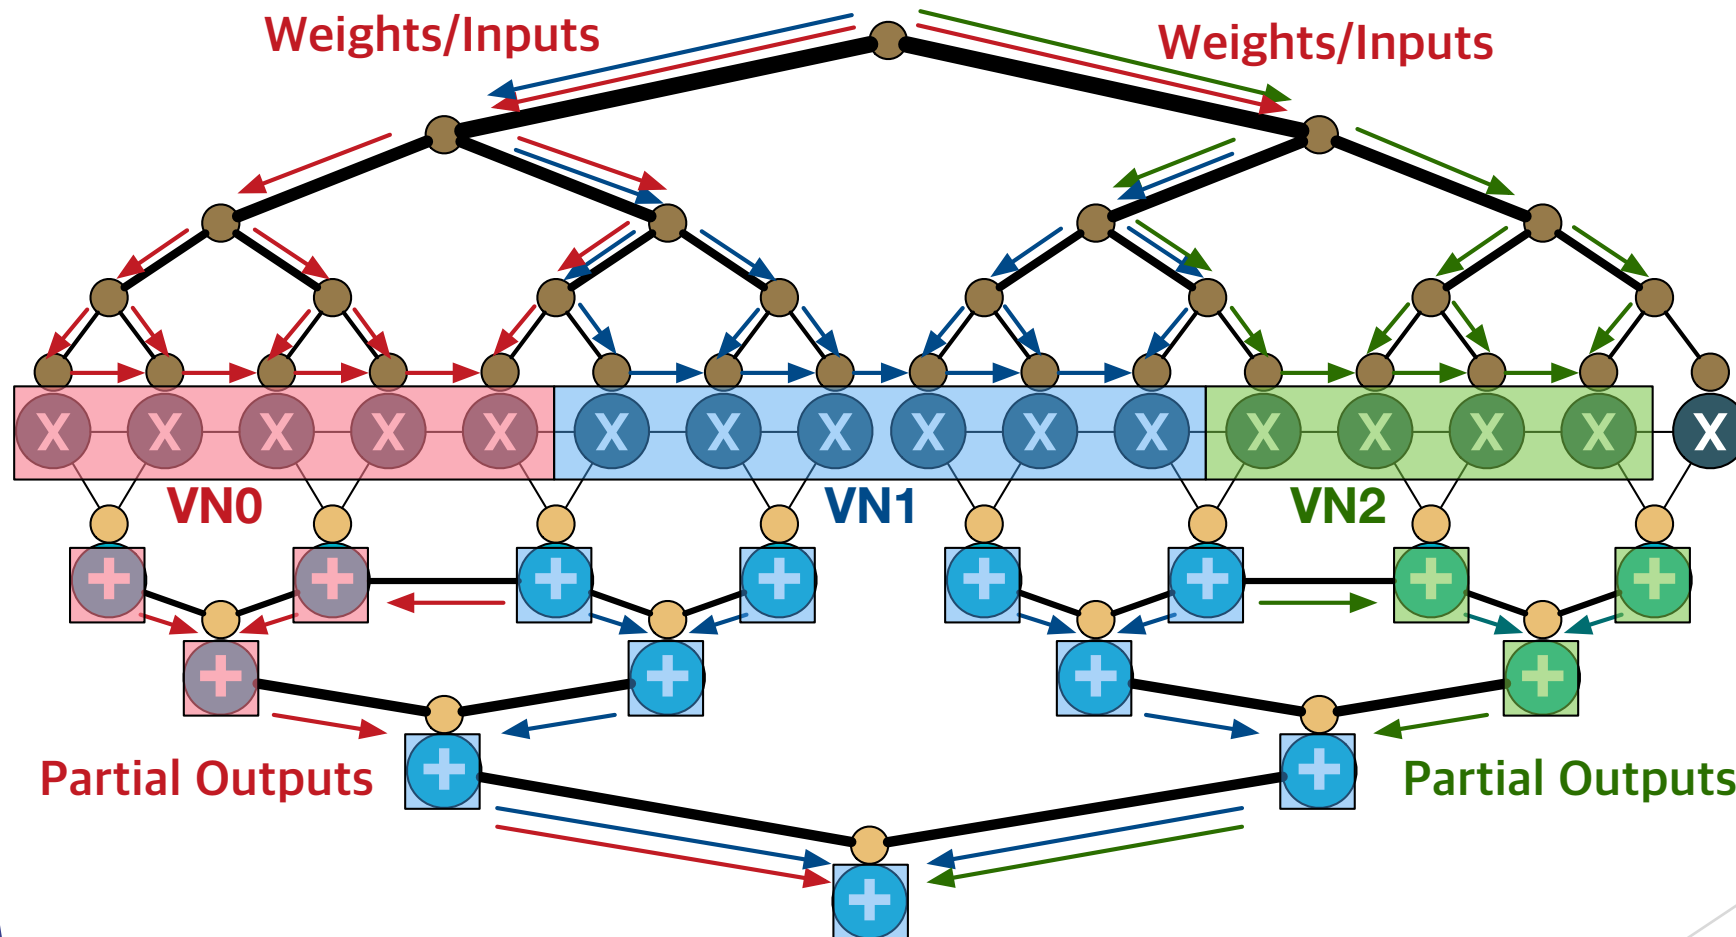 Weights/Inputs Weights/Inputs
X X X X X X X X X X X X X X X X
VN0 VN1 VN2
+ + + + + + + +
+ + + +
Partial Outputs + + Partial Outputs
+